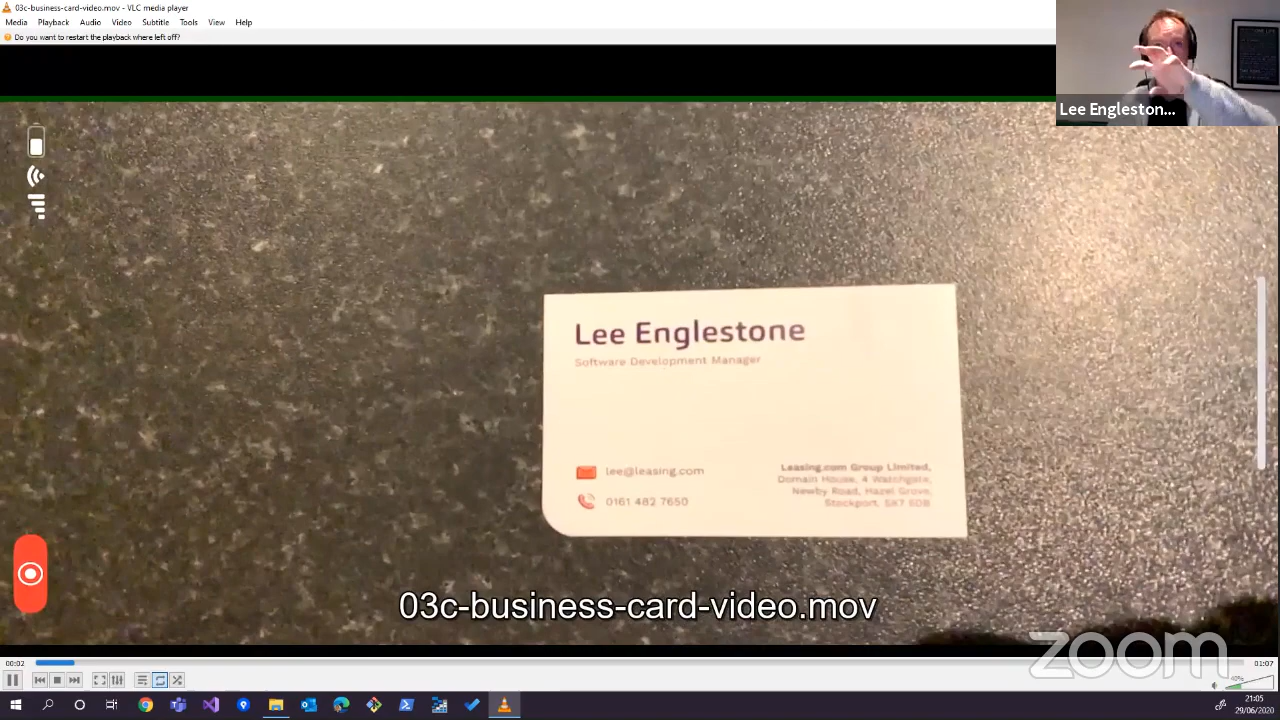 03c-business-card-video.mov - VLC media player
Media Playback Audio Video Subtitle Tools View Help
Do you want to restart the playback where left off?
Lee Engleston...
Lee Englestone
Software Development Manager
lee@leasing.com
0161 482 7650
Leasing.com Group Limited,
Domain House, 4 Watchgate,
Newby Road, Hazel Grove,
Stockport, SK7 6DB
03c-business-card-video.mov
zoom
00:02
01:07
40%
21:05
29/06/2020